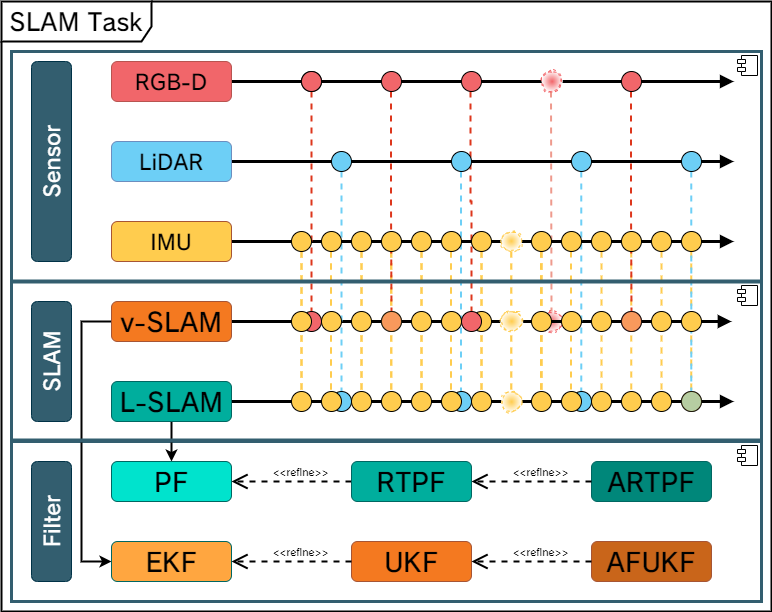 SLAM Task
Sensor
RGB-D
LiDAR
IMU
SLAM
v-SLAM
L-SLAM
Filter
PF
<<refine>>
RTPF
<<refine>>
ARTPF
EKF
<<refine>>
UKF
<<refine>>
AFUKF